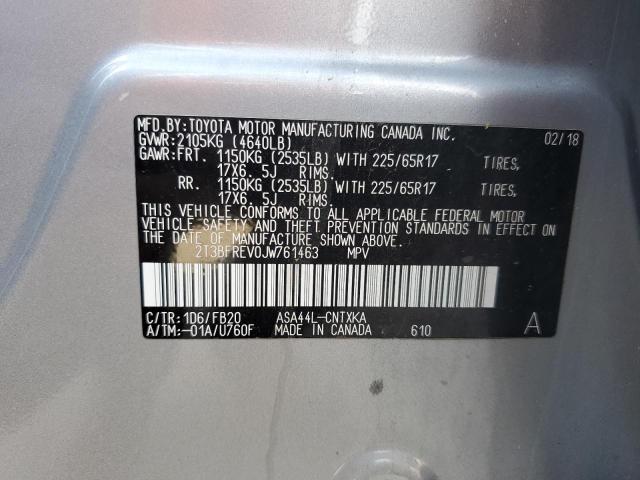 MFD.BY:TOYOTA MOTOR MANUFACTURING CANADA INC. 02/18
GVWR:2105KG (4640LB)
GAWR:FRT. 1150KG (2535LB) WITH 225/65R17 TIRES,
17X6. 5J RIMS.
RR. 1150KG (2535LB) WITH 225/65R17 TIRES,
17X6. 5J RIMS.
THIS VEHICLE CONFORMS TO ALL APPLICABLE FEDERAL MOTOR
VEHICLE SAFETY AND THEFT PREVENTION STANDARDS IN EFFECT ON
THE DATE OF MANUFACTURE SHOWN ABOVE.
2T3BFREV0JW761463 MPV
C/TR:1D6/FB20 ASA44L-CNTXKA
A/TM:-01A/U760F MADE IN CANADA 610 A